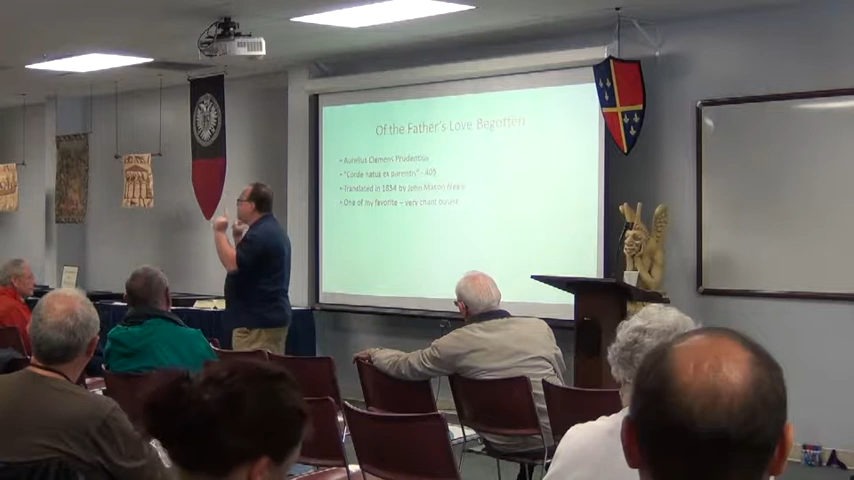 Of the Father's Love Begotten
• Aurelius Clemens Prudentius
• "Corde natus ex parentis" - 405
• Translated in 1854 by John Mason Neale
• One of my favorite – very chant based